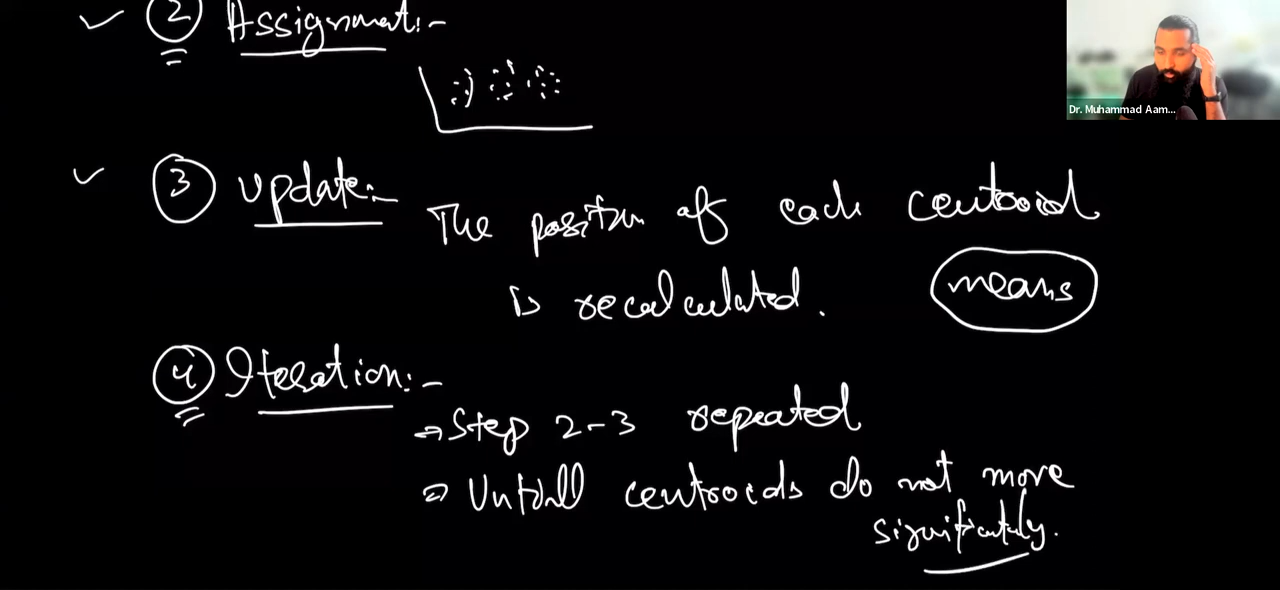 ② Assignmat:-
Dr. Muhammad Aam...
③ update:-
The position of each centroid
is recalculated. means
④ Iteration:-
→ Step 2-3 repeated
→ Untill centroids do not move
significantly.